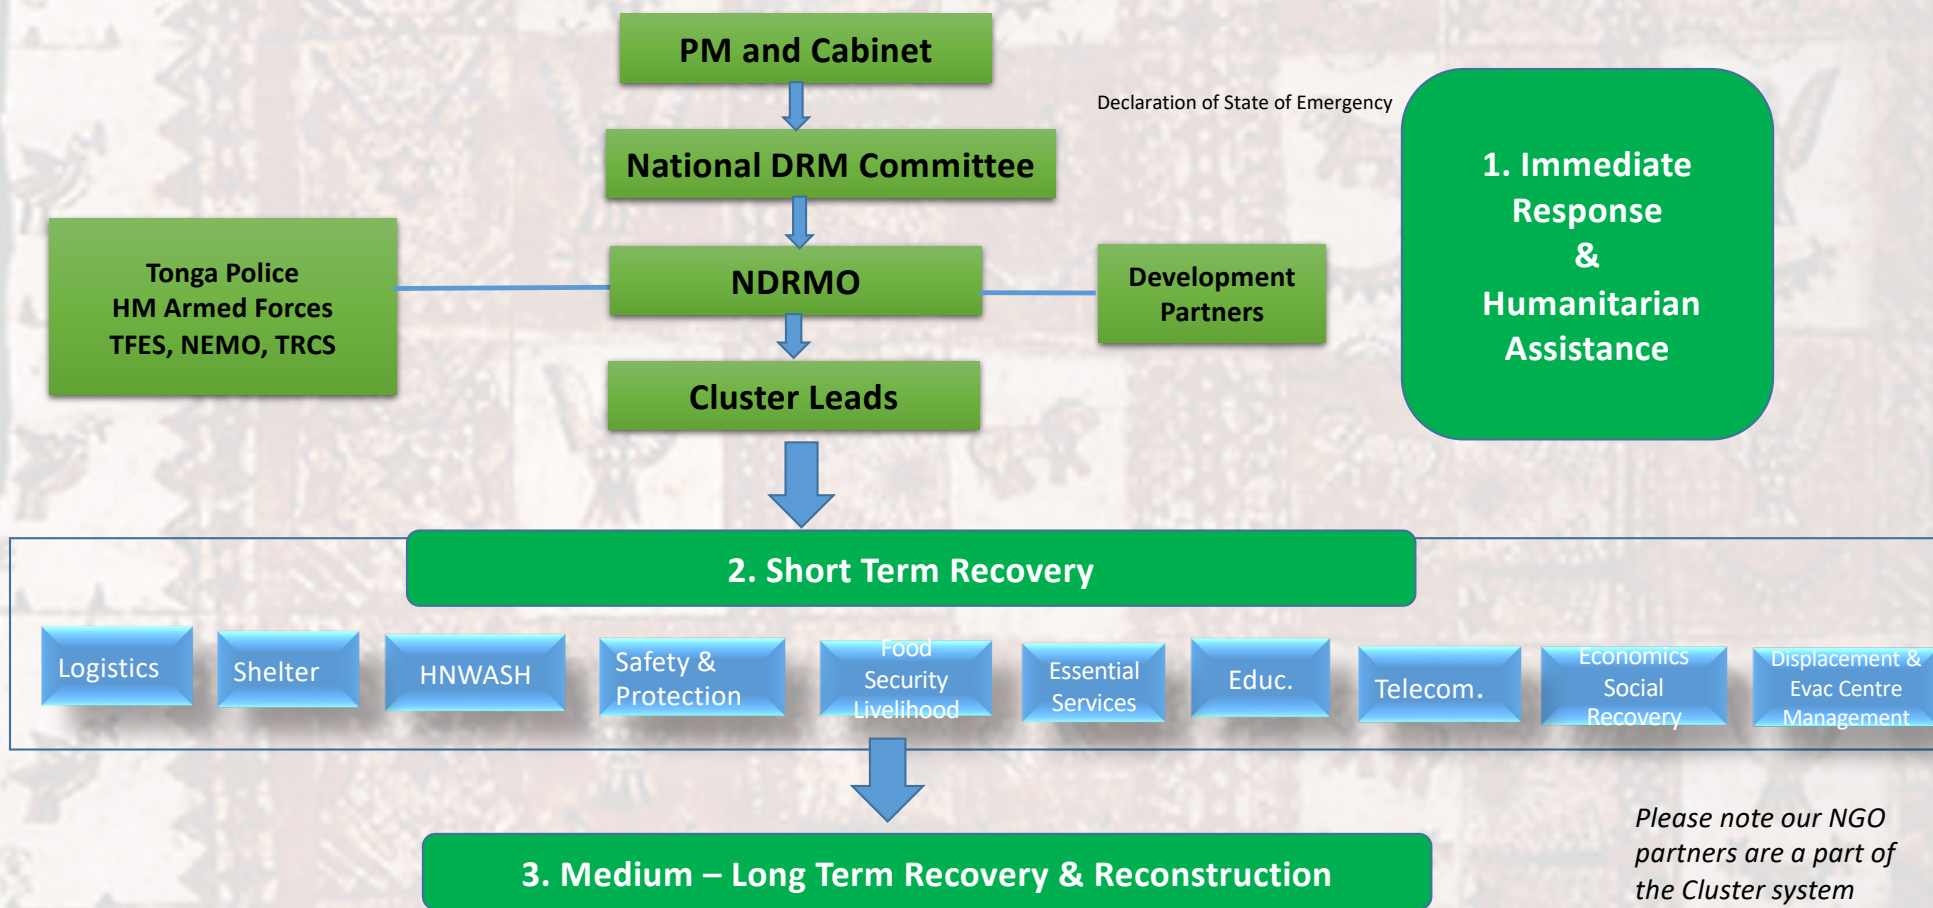 PM and Cabinet
Declaration of State of Emergency
National DRM Committee
1. Immediate
Response
&
Humanitarian
Assistance
Tonga Police
HM Armed Forces
TFES, NEMO, TRCS
NDRMO
Development
Partners
Cluster Leads
2. Short Term Recovery
Logistics
Shelter
HNWASH
Safety &
Protection
Food
Security
Livelihood
Essential
Services
Educ.
Telecom.
Economics
Social
Recovery
Displacement &
Evac Centre
Management
3. Medium – Long Term Recovery & Reconstruction
Please note our NGO
partners are a part of
the Cluster system